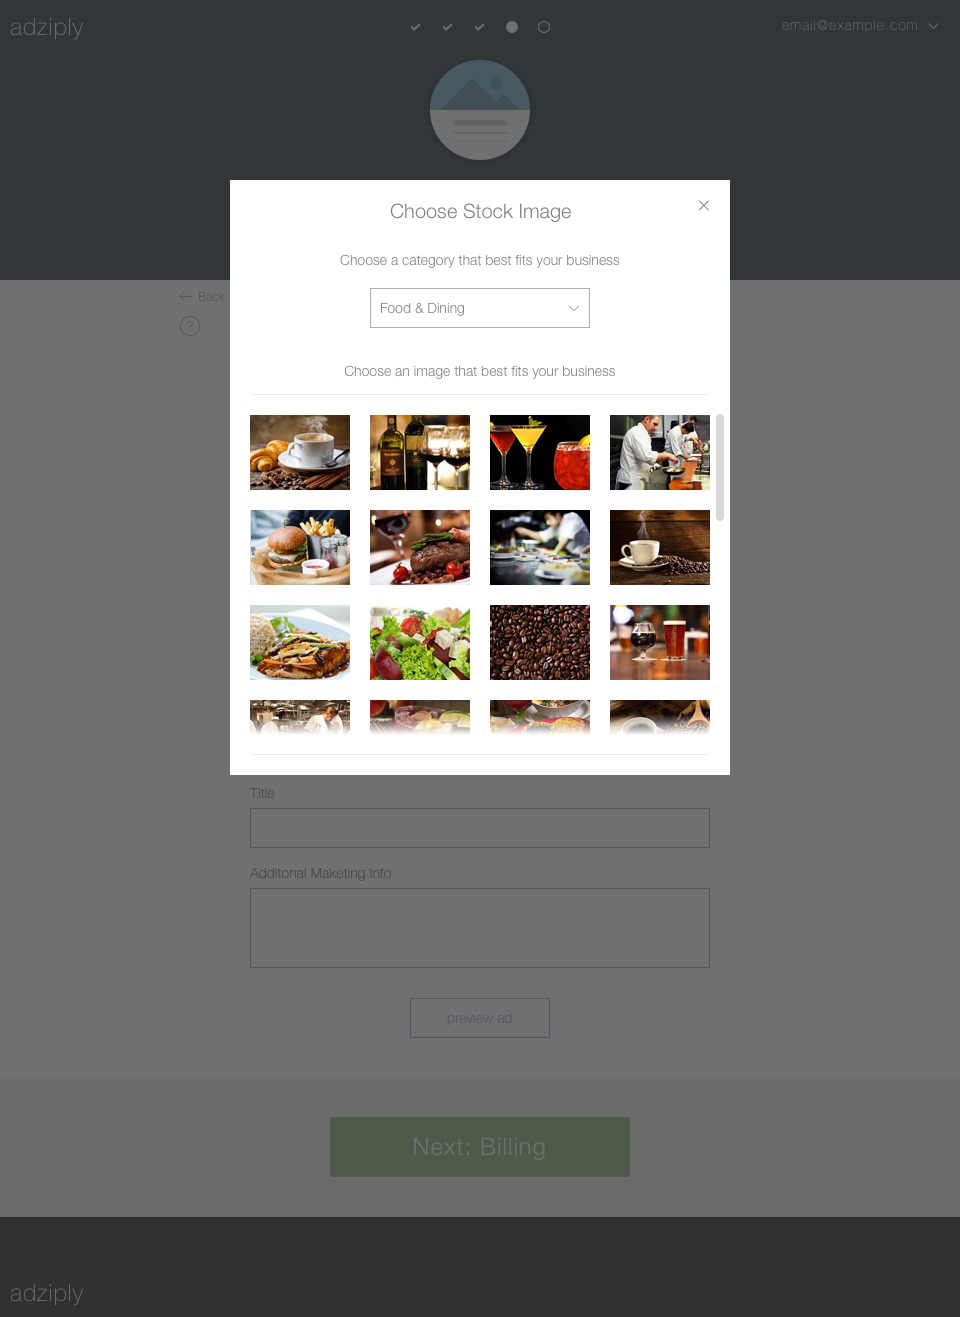 adziply
email@example.com
Choose Stock Image
Choose a category that best fits your business
Back
Food & Dining
?
Choose an image that best fits your business
Title
Additonal Maketing Info
preview ad
Next: Billing
adziply